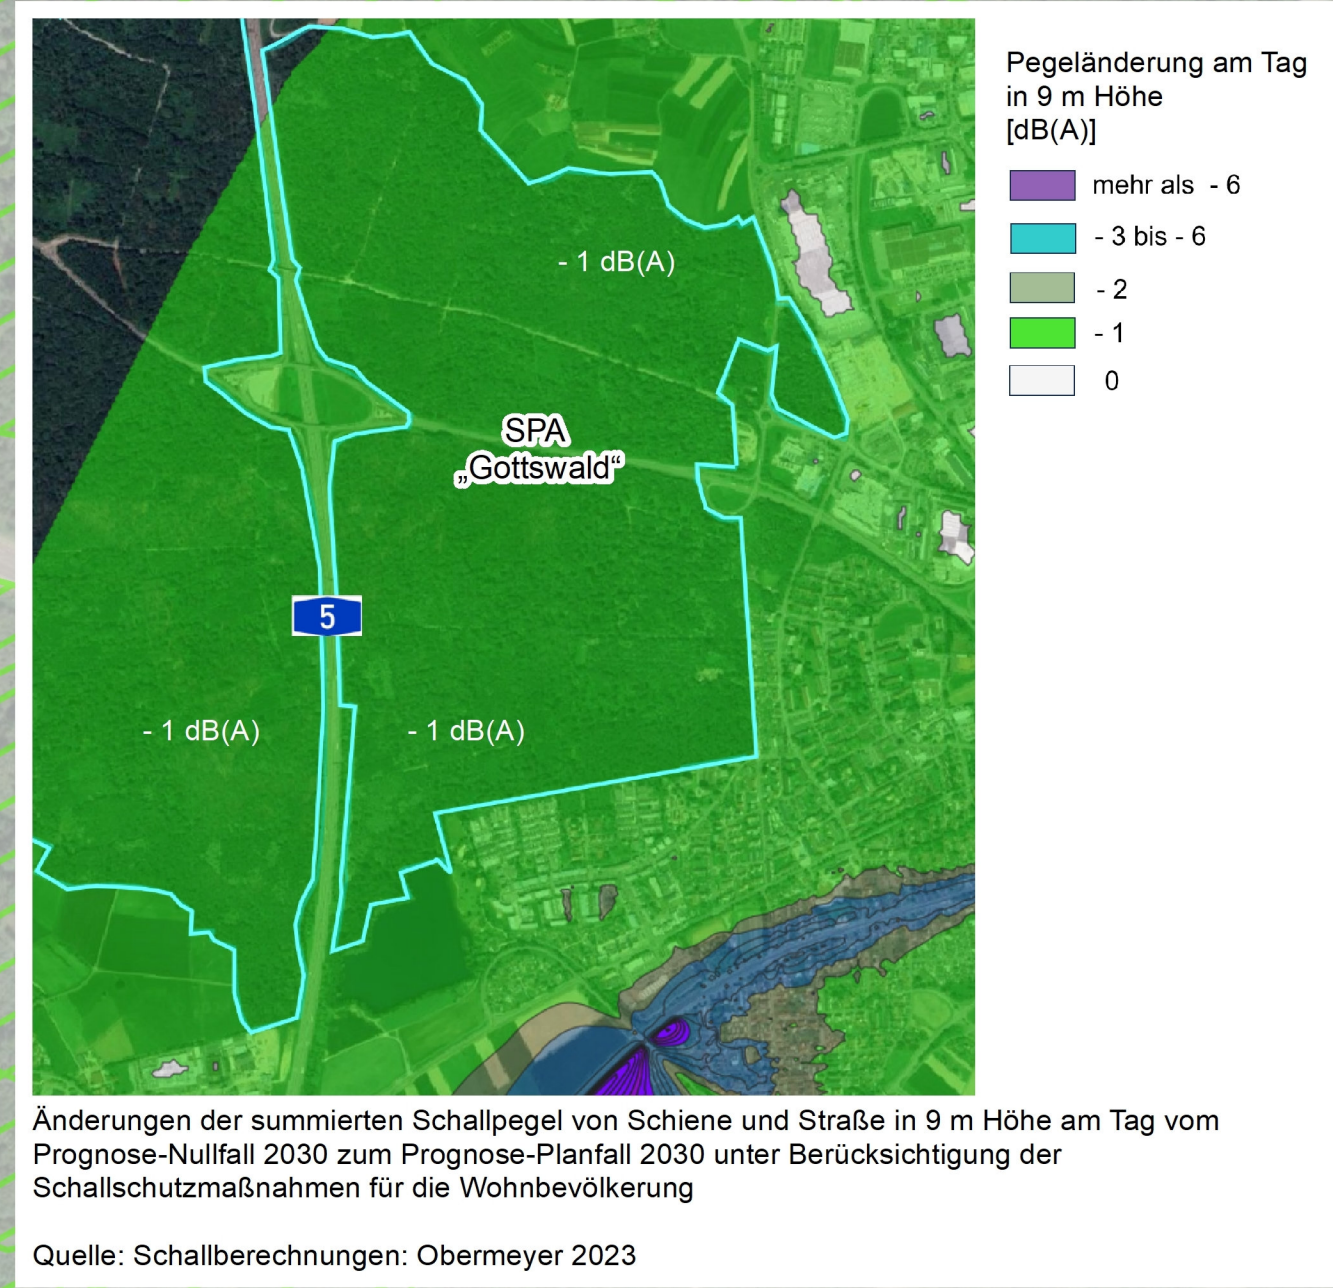 Pegeländerung am Tag
in 9 m Höhe
[dB(A)]
mehr als - 6
- 3 bis - 6
- 2
- 1
0
- 1 dB(A)
SPA
„Gottswald“
5
- 1 dB(A)
- 1 dB(A)
Änderungen der summierten Schallpegel von Schiene und Straße in 9 m Höhe am Tag vom
Prognose-Nullfall 2030 zum Prognose-Planfall 2030 unter Berücksichtigung der
Schallschutzmaßnahmen für die Wohnbevölkerung
Quelle: Schallberechnungen: Obermeyer 2023